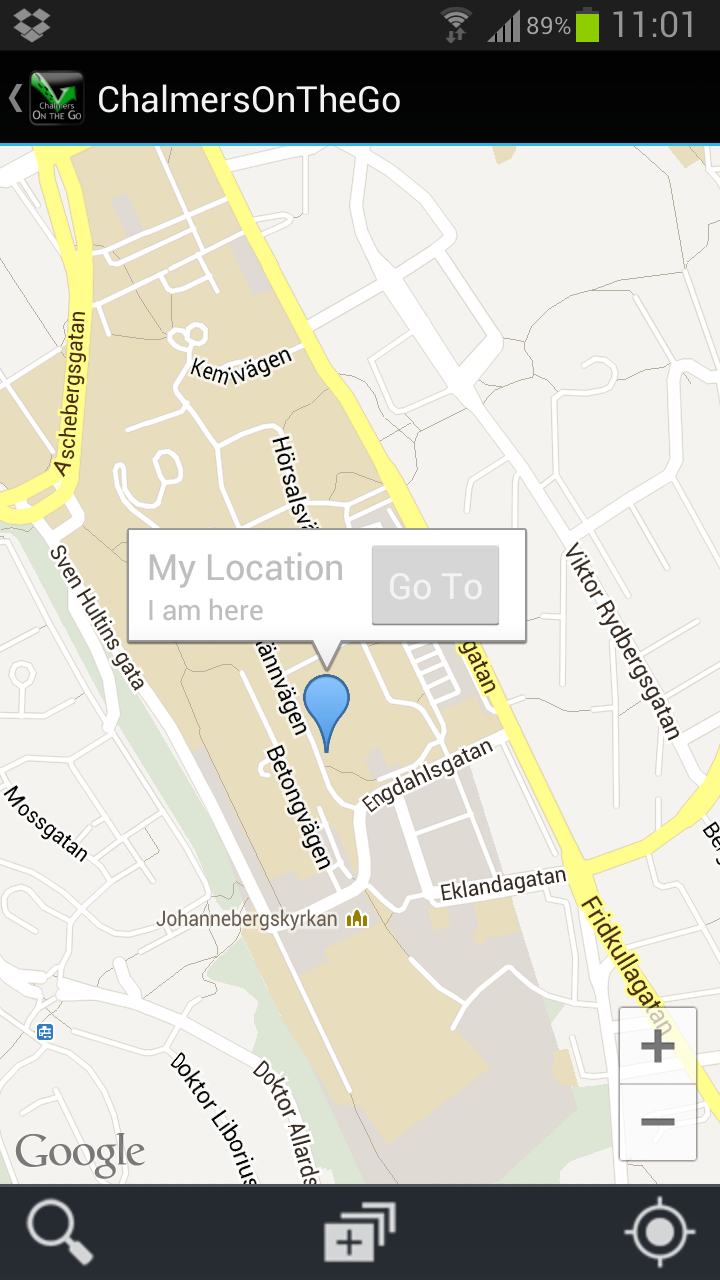 89% 11:01
Chalmers
ON THE GO
ChalmersOnTheGo
Aschebergsgatan
Kemivägen
Hörsalsvä
Sven Hultins gata
My Location
Go To
I am here
Viktor Rydbergsgatan
gatan
ännvägen
Betongvägen
Engdahlsgatan
Mossgatan
Eklandagatan
Johannebergskyrkan
Fridkullagatan
+
−
Doktor Liborius
Doktor Allards
Google